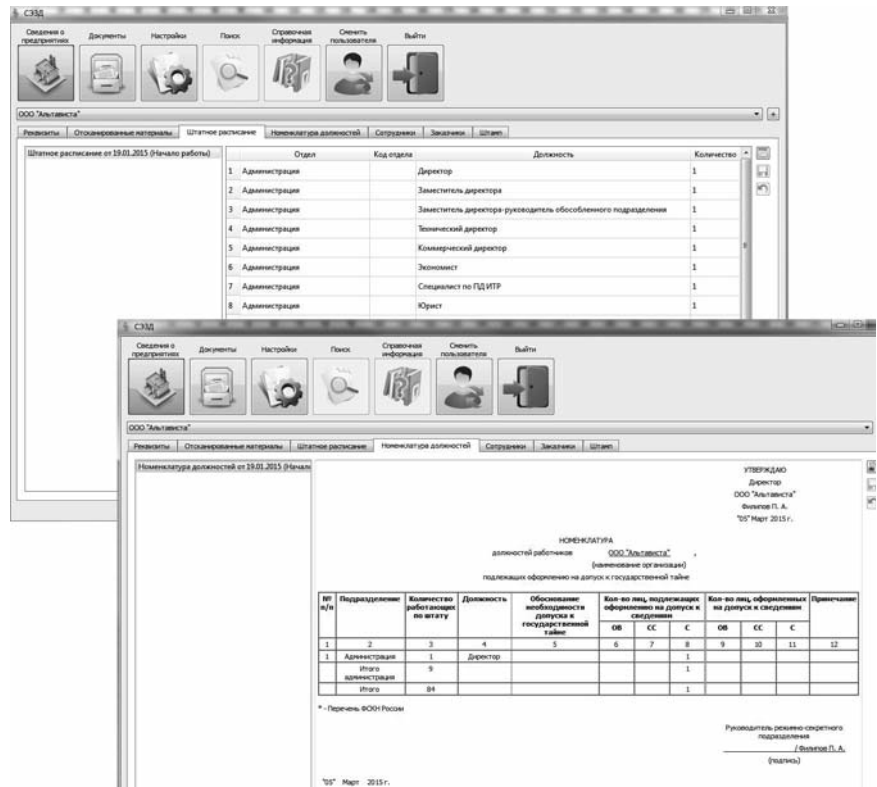 СЭЗД
Сведения о предприятиях
Документы
Настройки
Поиск
Справочная информация
Сменить пользователя
Выйти
ООО "Альтависта"
Реквизиты Отсканированные материалы Штатное расписание Номенклатура должностей Сотрудники Заказчики Штамп
Штатное расписание от 19.01.2015 (Начало работы)
Отдел Код отдела Должность Количество
1 Администрация Директор 1
2 Администрация Заместитель директора 1
3 Администрация Заместитель директора-руководитель обособленного подразделения 1
4 Администрация Технический директор 1
5 Администрация Коммерческий директор 1
6 Администрация Экономист 1
7 Администрация Специалист по ПД ИТР 1
8 Администрация Юрист 1
СЭЗД
Сведения о предприятиях
Документы
Настройки
Поиск
Справочная информация
Сменить пользователя
Выйти
ООО "Альтависта"
Реквизиты Отсканированные материалы Штатное расписание Номенклатура должностей Сотрудники Заказчики Штамп
Номенклатура должностей от 19.01.2015 (Начало
УТВЕРЖДАЮ
Директор
ООО "Альтависта"
Филипов П. А.
"05" Март 2015 г.
НОМЕНКЛАТУРА
должностей работников ООО "Альтависта" ,
(наименование организации)
подлежащих оформлению на допуск к государственной тайне
№ п/п Подразделение Количество работающих по штату Должность Обоснование необходимости допуска к государственной тайне Кол-во лиц, подлежащих оформлению на допуск к сведениям Кол-во лиц, оформленных на допуск к сведениям Примечание
ОВ СС С ОВ СС С
1 2 3 4 5 6 7 8 9 10 11 12
1 Администрация 1 Директор 1
Итого администрация 9 1
Итого 84 1
* - Перечень ФСКН России
Руководитель режимно-секретного
подразделения
/ Филипов П. А.
(подпись)
"05" Март 2015 г.